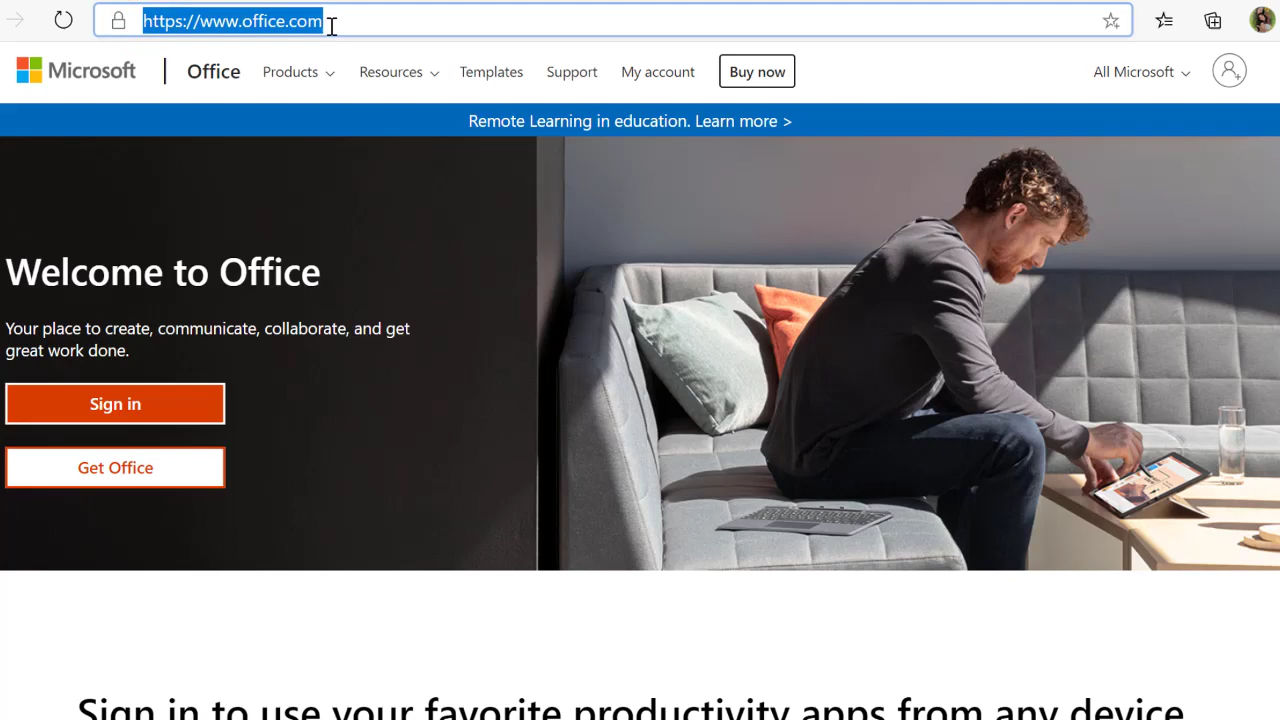 https://www.office.com
Microsoft
Office
Products
Resources
Templates
Support
My account
Buy now
All Microsoft
Remote Learning in education. Learn more >
Welcome to Office
Your place to create, communicate, collaborate, and get
great work done.
Sign in
Get Office
Sign in to use your favorite productivity apps from any device